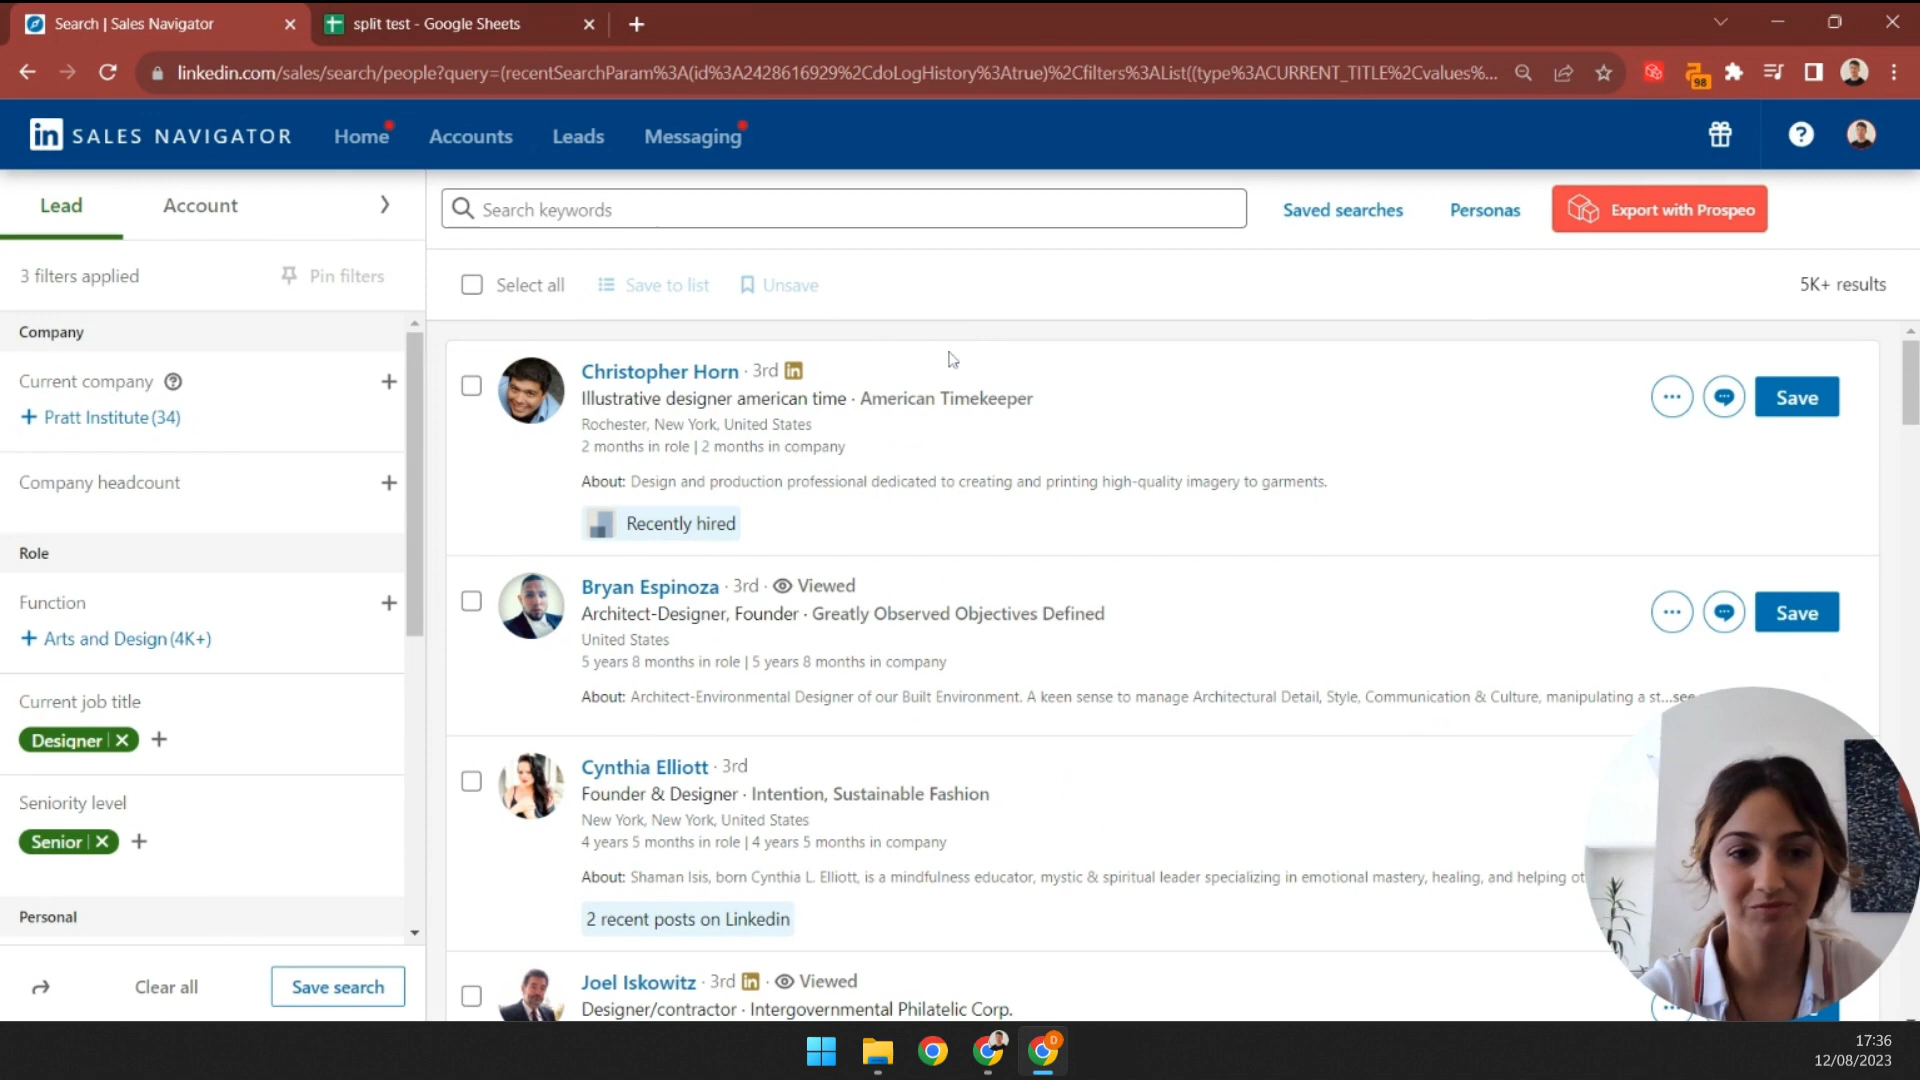 Search | Sales Navigator
split test - Google Sheets
linkedin.com/sales/search/people?query=(recentSearchParam%3A(id%3A2428616929%2CdoLogHistory%3Atrue)%2Cfilters%3AList((type%3ACURRENT_TITLE%2Cvalues%...
98
in SALES NAVIGATOR
Home
Accounts
Leads
Messaging
Lead
Account
Search keywords
Saved searches
Personas
Export with Prospeo
3 filters applied
Pin filters
Select all
Save to list
Unsave
5K+ results
Company
Current company
+ Pratt Institute (34)
Company headcount
Role
Function
+ Arts and Design (4K+)
Current job title
Designer
Seniority level
Senior
Personal
Clear all
Save search
Christopher Horn · 3rd in
Illustrative designer american time · American Timekeeper
Rochester, New York, United States
2 months in role | 2 months in company
About: Design and production professional dedicated to creating and printing high-quality imagery to garments.
Recently hired
Save
Bryan Espinoza · 3rd · Viewed
Architect-Designer, Founder · Greatly Observed Objectives Defined
United States
5 years 8 months in role | 5 years 8 months in company
About: Architect-Environmental Designer of our Built Environment. A keen sense to manage Architectural Detail, Style, Communication & Culture, manipulating a st...see
Save
Cynthia Elliott · 3rd
Founder & Designer · Intention, Sustainable Fashion
New York, New York, United States
4 years 5 months in role | 4 years 5 months in company
About: Shaman Isis, born Cynthia L. Elliott, is a mindfulness educator, mystic & spiritual leader specializing in emotional mastery, healing, and helping ot
2 recent posts on Linkedin
Joel Iskowitz · 3rd in · Viewed
Designer/contractor · Intergovernmental Philatelic Corp.
D
17:36
12/08/2023